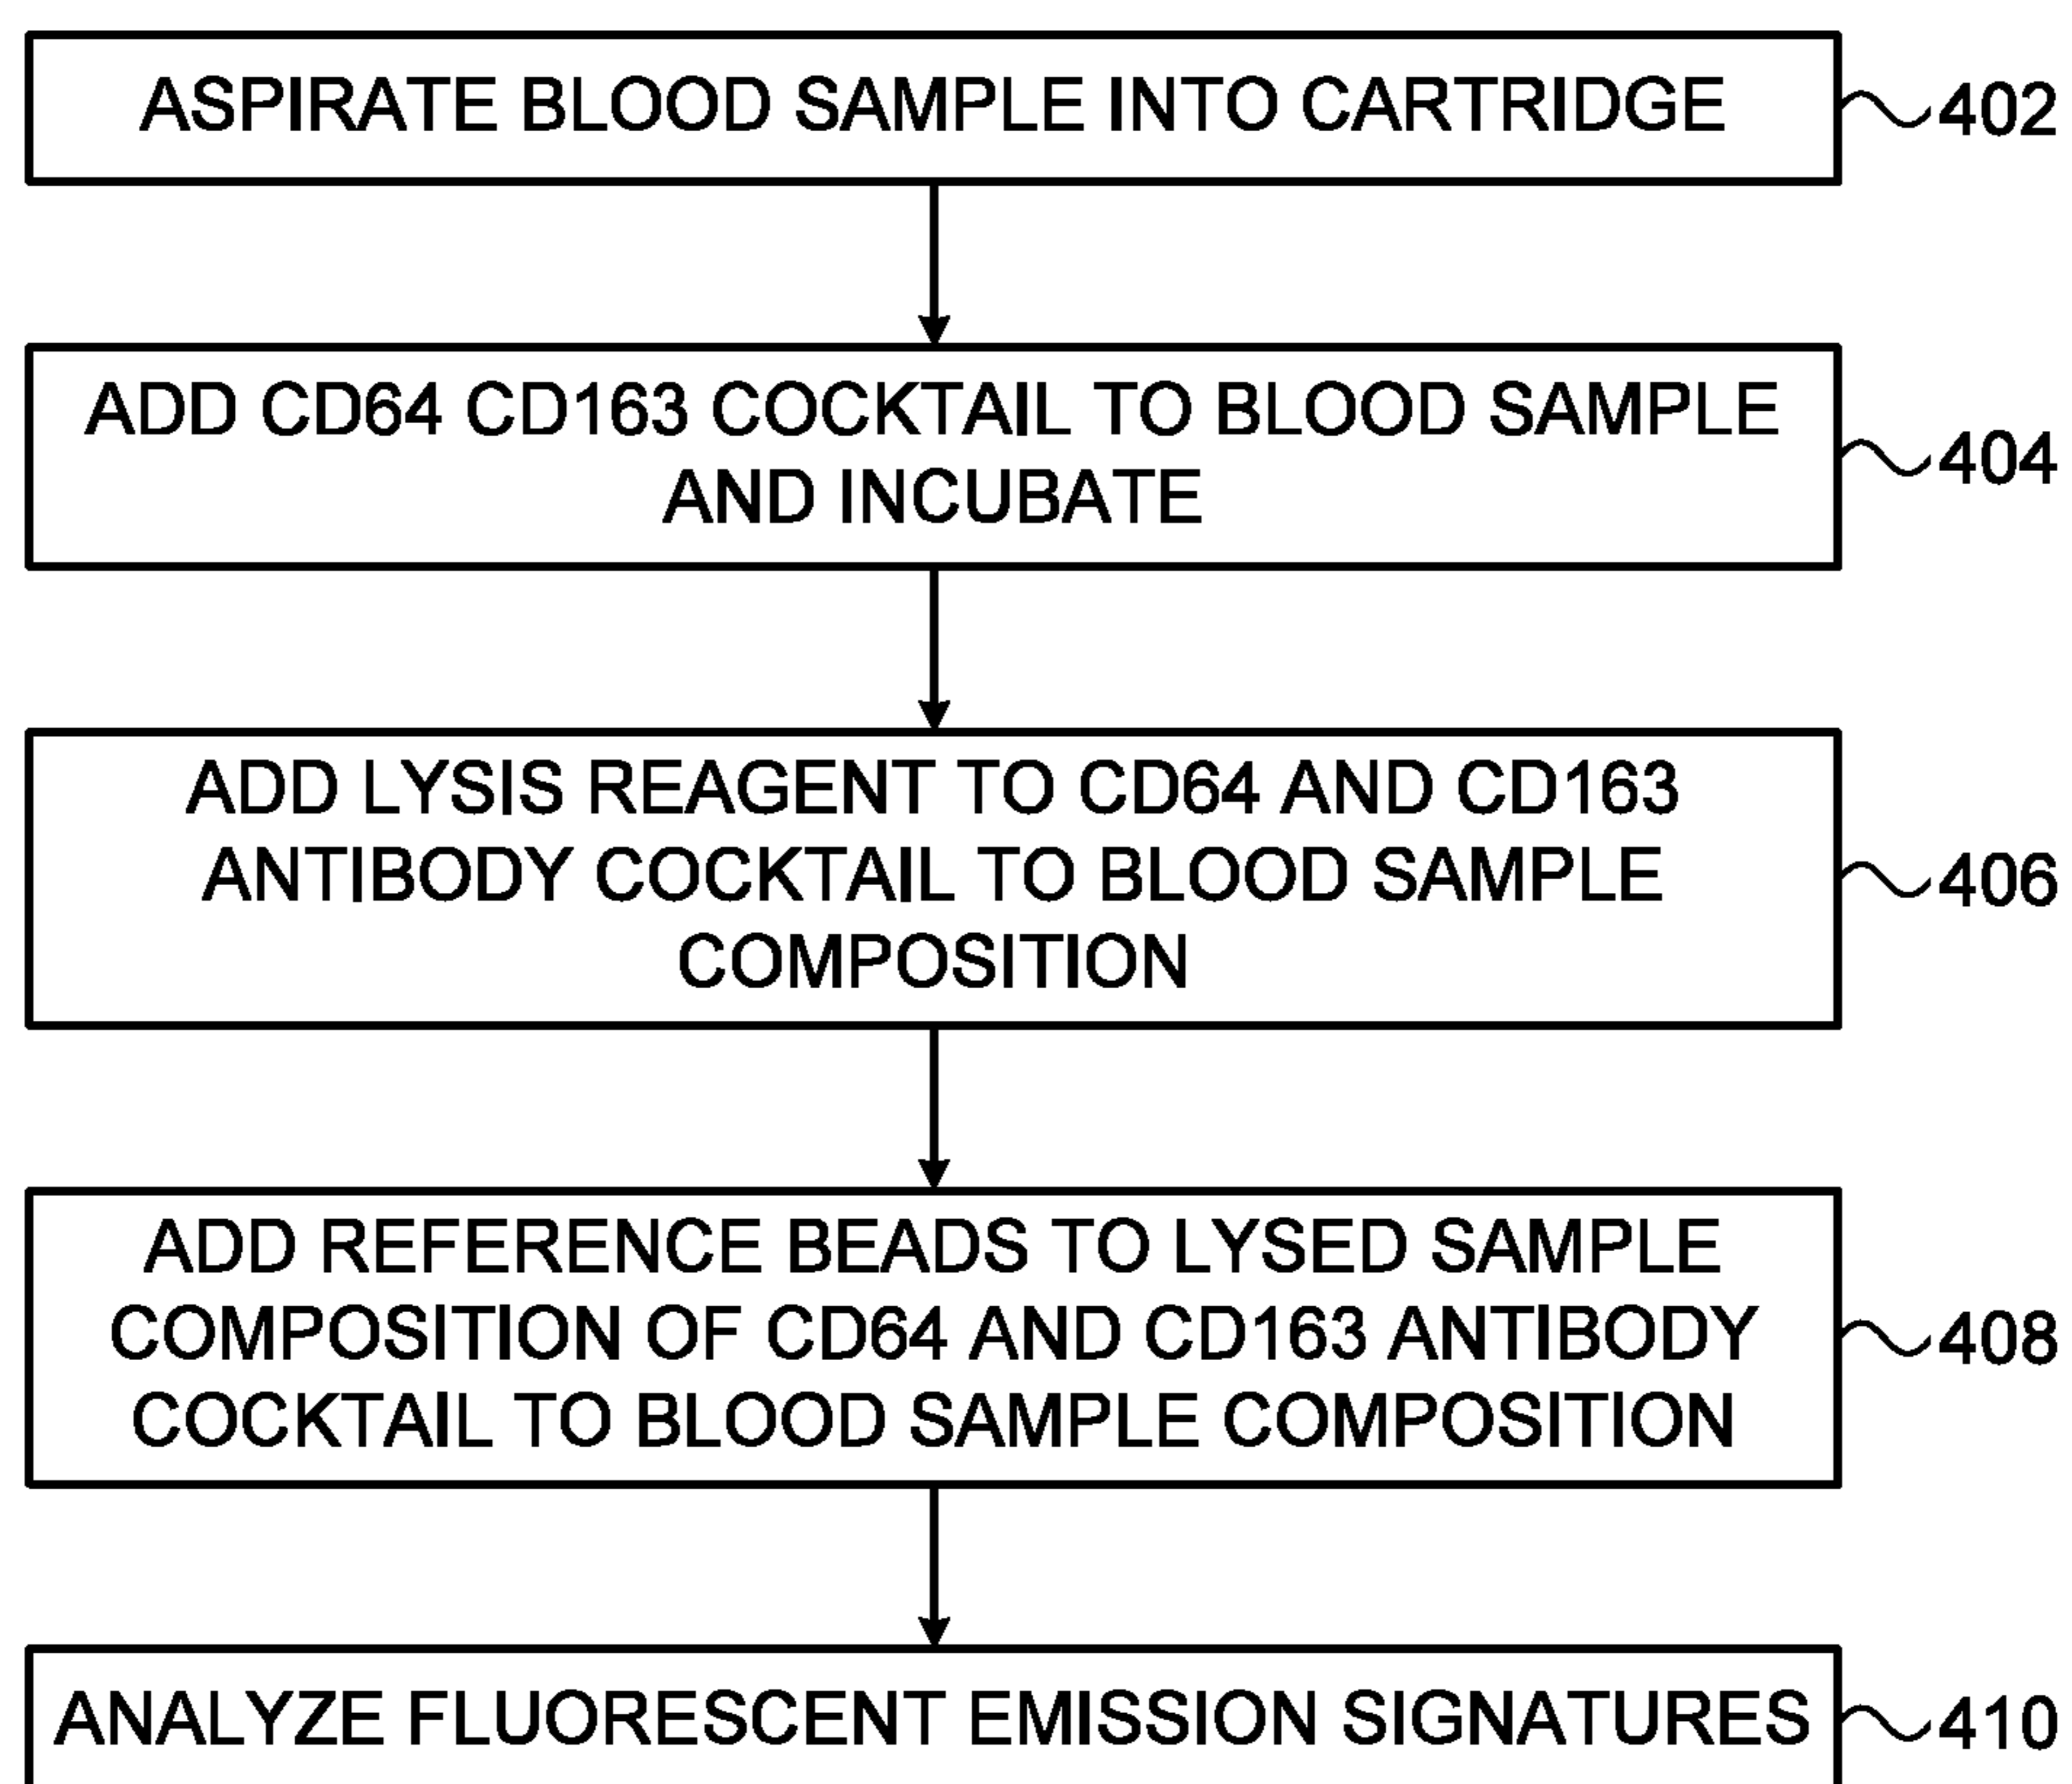 ASPIRATE BLOOD SAMPLE INTO CARTRIDGE
402
ADD CD64 CD163 COCKTAIL TO BLOOD SAMPLE
AND INCUBATE
404
ADD LYSIS REAGENT TO CD64 AND CD163
ANTIBODY COCKTAIL TO BLOOD SAMPLE
COMPOSITION
406
ADD REFERENCE BEADS TO LYSED SAMPLE
COMPOSITION OF CD64 AND CD163 ANTIBODY
COCKTAIL TO BLOOD SAMPLE COMPOSITION
408
ANALYZE FLUORESCENT EMISSION SIGNATURES
410